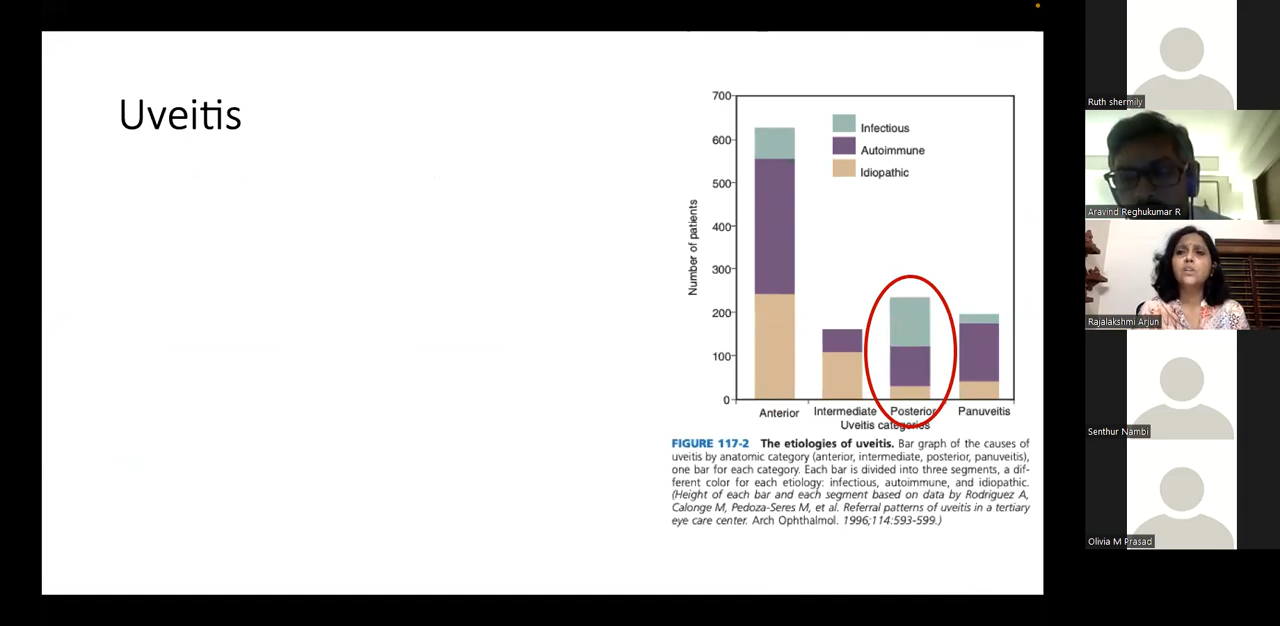 Uveitis
700
600
500
400
300
200
100
0
Number of patients
Infectious
Autoimmune
Idiopathic
Anterior
Intermediate
Posterior
Panuveitis
Uveitis categories
FIGURE 117-2 The etiologies of uveitis. Bar graph of the causes of
uveitis by anatomic category (anterior, intermediate, posterior, panuveitis),
one bar for each category. Each bar is divided into three segments, a dif-
ferent color for each etiology: infectious, autoimmune, and idiopathic.
(Height of each bar and each segment based on data by Rodriguez A,
Calonge M, Pedoza-Seres M, et al. Referral patterns of uveitis in a tertiary
eye care center. Arch Ophthalmol. 1996;114:593-599.)
Ruth shermily
Aravind Reghukumar R
Rajalakshmi Arjun
Senthur Nambi
Olivia M Prasad